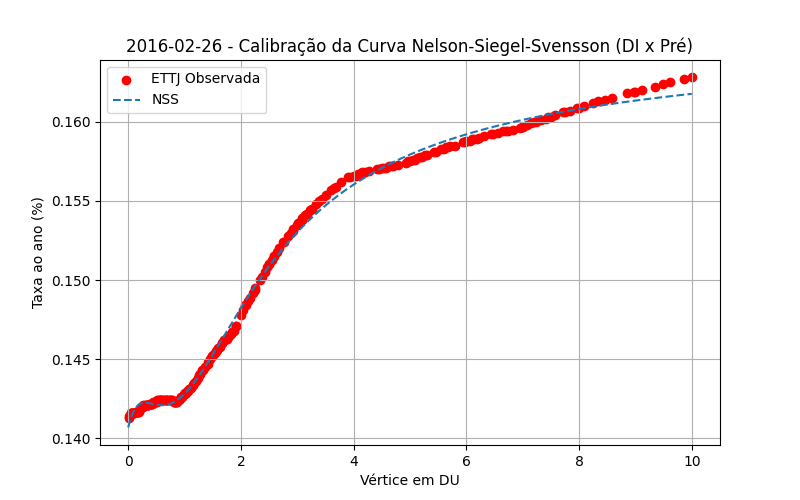 2016-02-26 - Calibração da Curva Nelson-Siegel-Svensson (DI x Pré)
ETTJ Observada
NSS
Taxa ao ano (%)
0.160
0.155
0.150
0.145
0.140
0 2 4 6 8 10
Vértice em DU